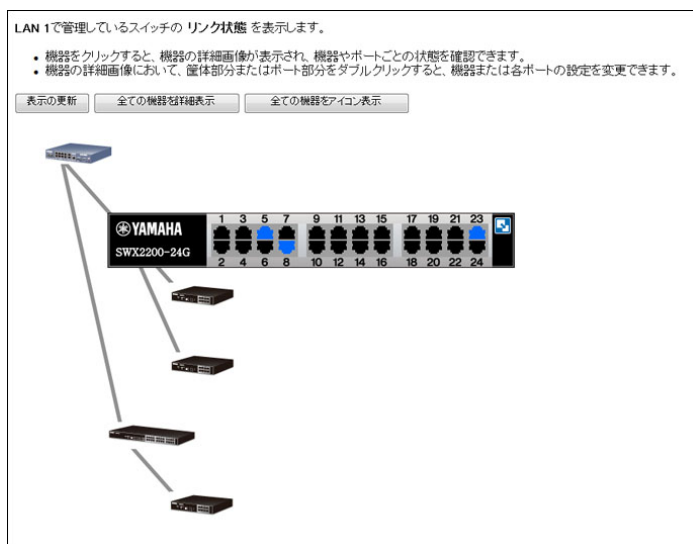 LAN 1で管理しているスイッチの リンク状態 を表示します。
• 機器をクリックすると、機器の詳細画像が表示され、機器やポートごとの状態を確認できます。
• 機器の詳細画像において、筐体部分またはポート部分をダブルクリックすると、機器または各ポートの設定を変更できます。
表示の更新 全ての機器を詳細表示 全ての機器をアイコン表示
1 3 5 7 9 11 13 15 17 19 21 23
YAMAHA
SWX2200-24G
2 4 6 8 10 12 14 16 18 20 22 24